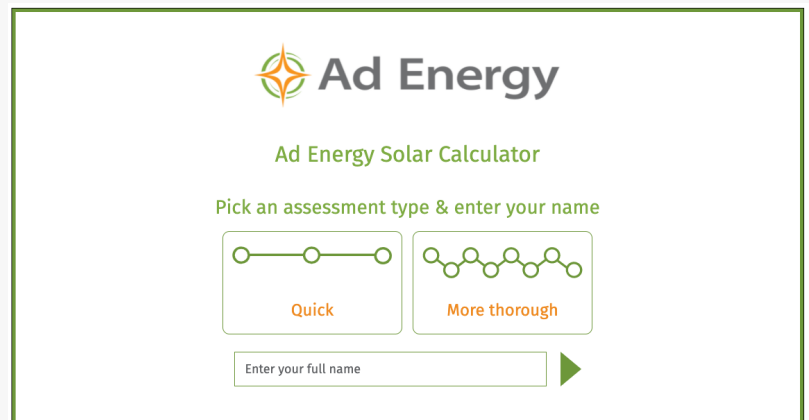 Ad Energy
Ad Energy Solar Calculator
Pick an assessment type & enter your name
Quick
More thorough
Enter your full name